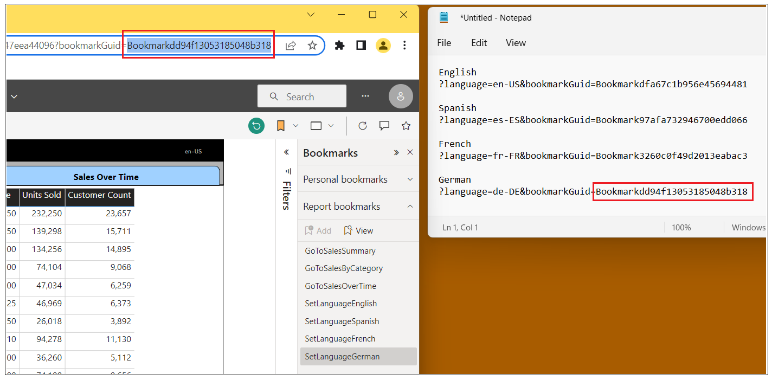 47eea44096?bookmarkGuid=Bookmarkdd94f13053185048b318
Search
en-US
Sales Over Time
Units Sold Customer Count
50 232,250 23,657
50 139,298 15,711
00 134,256 14,895
00 74,104 9,068
00 47,034 6,259
25 46,969 6,373
50 26,018 3,892
10 94,278 11,130
00 36,260 5,112
Filters
Bookmarks
Personal bookmarks
Report bookmarks
Add View
GoToSalesSummary
GoToSalesByCategory
GoToSalesOverTime
SetLanguageEnglish
SetLanguageSpanish
SetLanguageFrench
SetLanguageGerman
*Untitled - Notepad
File Edit View
English
?language=en-US&bookmarkGuid=Bookmarkdfa67c1b956e45694481
Spanish
?language=es-ES&bookmarkGuid=Bookmark97afa732946700edd066
French
?language=fr-FR&bookmarkGuid=Bookmark3260c0f49d2013eabac3
German
?language=de-DE&bookmarkGuid=Bookmarkdd94f13053185048b318
Ln 1, Col 1 100% Windows